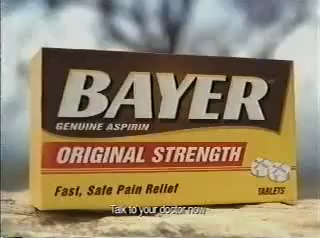 BAYER
GENUINE ASPIRIN
ORIGINAL STRENGTH
Fast, Safe Pain Relief
TABLETS
Talk to your doctor now